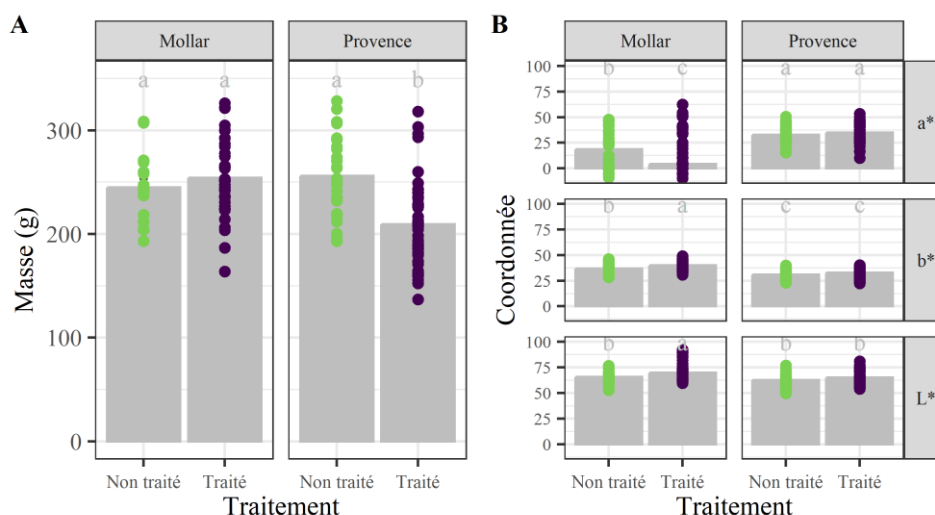 A
Mollar
Provence
a
a
a
b
300
200
100
0
Masse (g)
Non traité
Traité
Non traité
Traité
Traitement
B
Mollar
Provence
100
75
50
25
0
b
c
a
a
a*
100
75
50
25
0
b
a
c
c
b*
100
75
50
25
0
b
a
b
b
L*
Coordonnée
Non traité
Traité
Non traité
Traité
Traitement